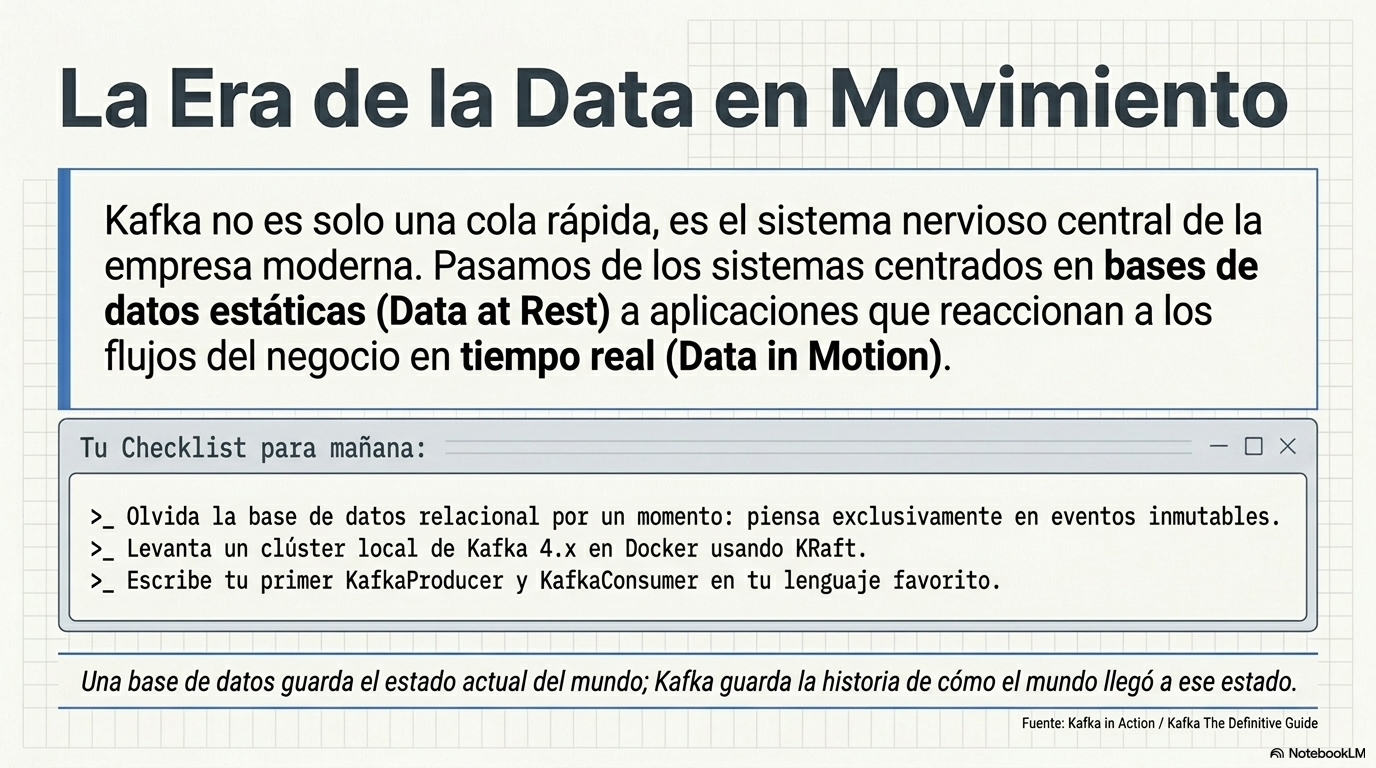 La Era de la Data en Movimiento
Kafka no es solo una cola rápida, es el sistema nervioso central de la
empresa moderna. Pasamos de los sistemas centrados en bases de
datos estáticas (Data at Rest) a aplicaciones que reaccionan a los
flujos del negocio en tiempo real (Data in Motion).
Tu Checklist para mañana:
>_ Olvida la base de datos relacional por un momento: piensa exclusivamente en eventos inmutables.
>_ Levanta un clúster local de Kafka 4.x en Docker usando KRaft.
>_ Escribe tu primer KafkaProducer y KafkaConsumer en tu lenguaje favorito.
Una base de datos guarda el estado actual del mundo; Kafka guarda la historia de cómo el mundo llegó a ese estado.
Fuente: Kafka in Action / Kafka The Definitive Guide
NotebookLM